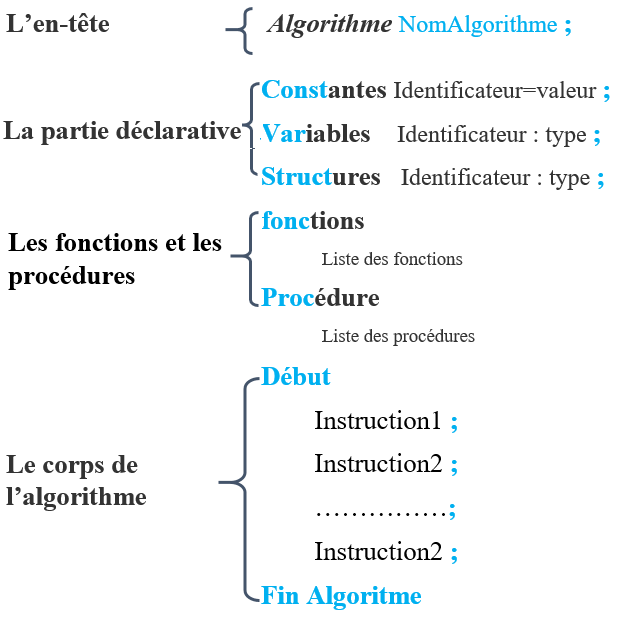 L'en-tête
Algorithme NomAlgorithme ;
La partie déclarative
Constantes Identificateur=valeur ;
Variables Identificateur : type ;
Structures Identificateur : type ;
Les fonctions et les
procédures
fonctions
Liste des fonctions
Procédure
Liste des procédures
Le corps de
l'algorithme
Début
Instruction1 ;
Instruction2 ;
……………;
Instruction2 ;
Fin Algoritme